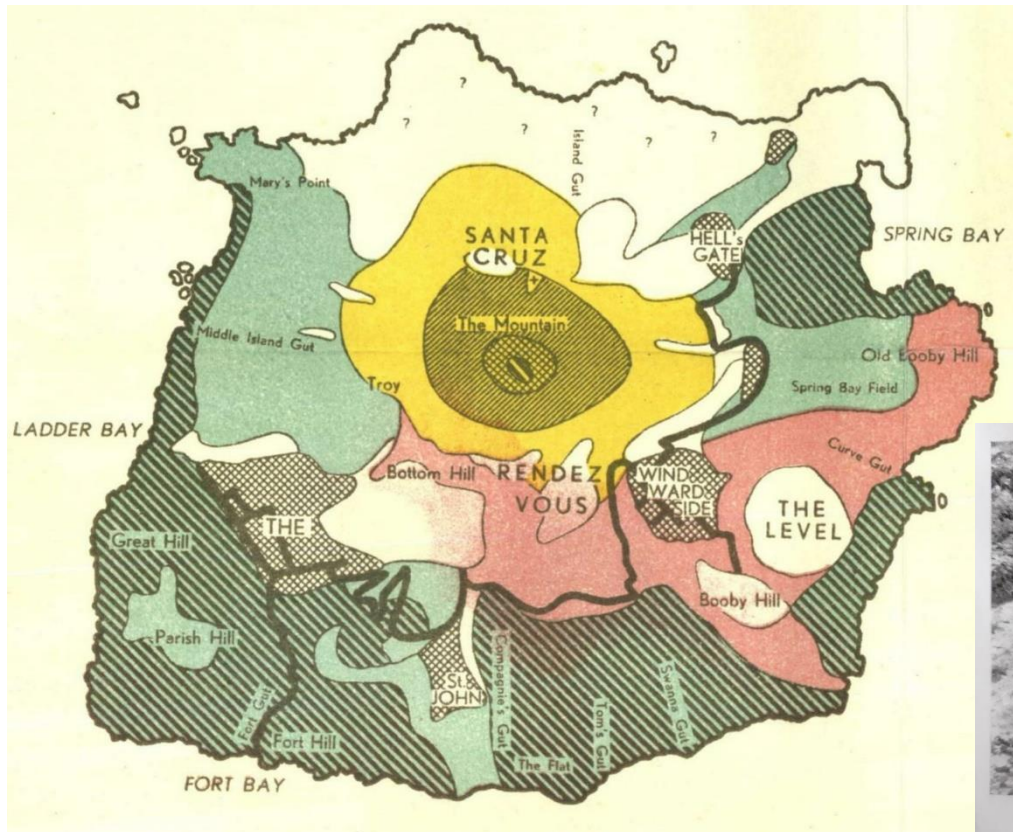 ?
?
?
?
?
?
Island Gut
Mary's Point
SANTA
CRUZ
HELL's
GATE
SPRING BAY
The Mountain
Middle Island Gut
Old Booby Hill
Troy
Spring Bay Field
LADDER BAY
Curve Gut
Bottom Hill
RENDEZ
VOUS
WIND
WARD
SIDE
THE
LEVEL
THE
Great Hill
Booby Hill
Parish Hill
St.
JOHN
Compagnie's Gut
Swanna Gut
Tom's Gut
Fort Gut
Fort Hill
The Flat
FORT BAY